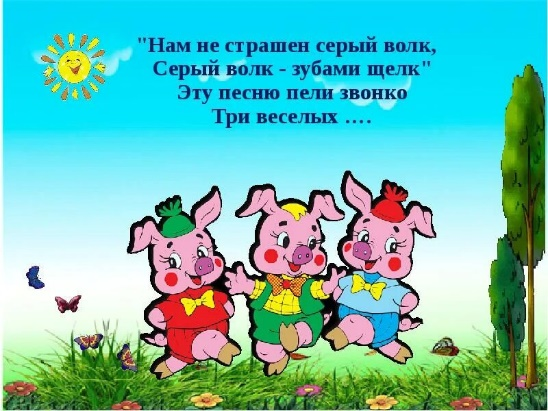 "Нам не страшен серый волк,
Серый волк - зубами щелк"
Эту песню пели звонко
Три веселых ….